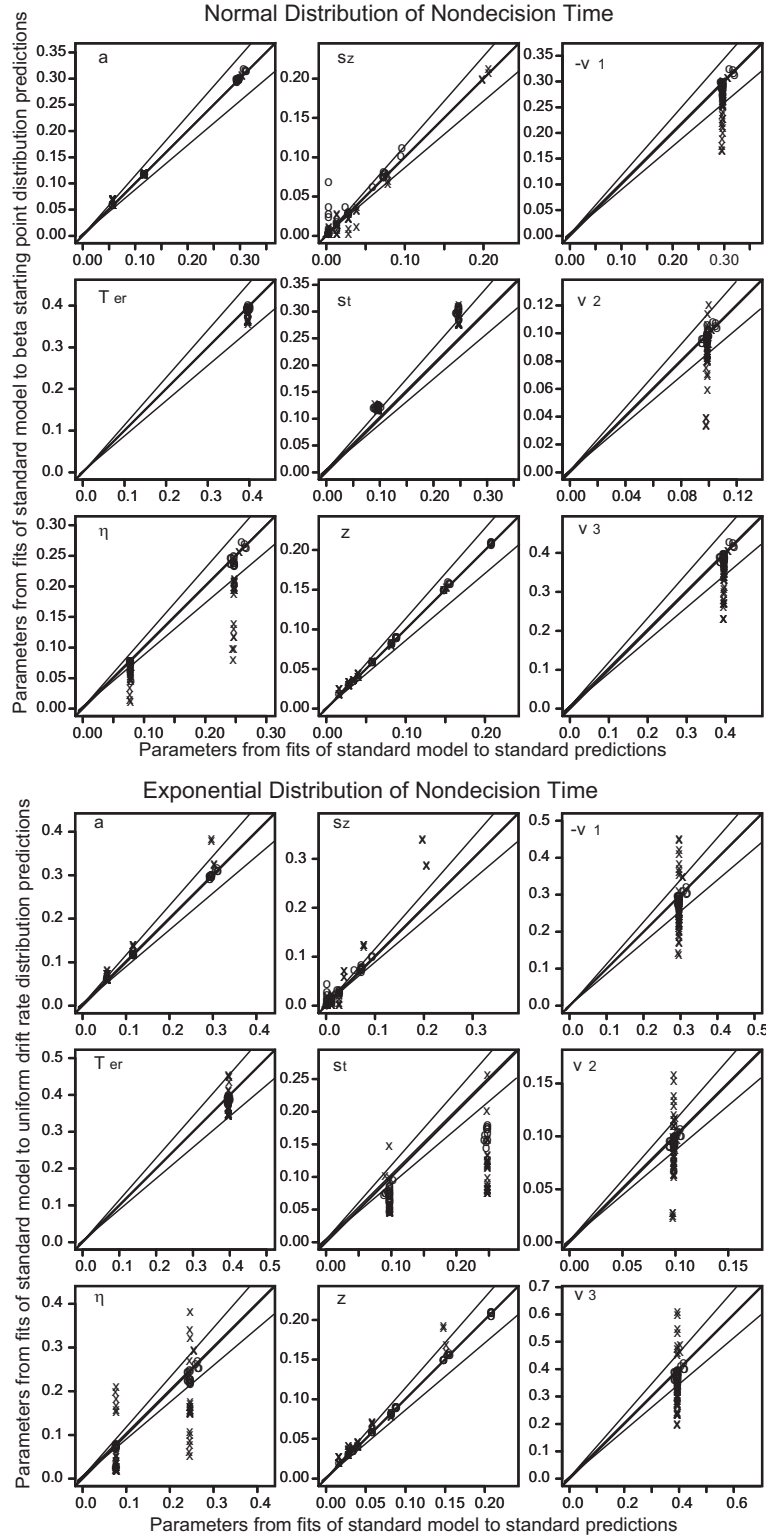 Normal Distribution of Nondecision Time
Parameters from fits of standard model to beta starting point distribution predictions
a
0.35
0.30
0.25
0.20
0.15
0.10
0.05
0.00
0.00 0.10 0.20 0.30
sz
0.20
0.15
0.10
0.05
0.00
0.00 0.10 0.20
-v 1
0.35
0.30
0.25
0.20
0.15
0.10
0.05
0.00
0.00 0.10 0.20 0.30
T er
0.4
0.3
0.2
0.1
0.0
0.0 0.1 0.2 0.3 0.4
st
0.35
0.30
0.25
0.20
0.15
0.10
0.05
0.00
0.00 0.10 0.20 0.30
v 2
0.12
0.10
0.08
0.06
0.04
0.02
0.00
0.00 0.04 0.08 0.12
η
0.30
0.25
0.20
0.15
0.10
0.05
0.00
0.00 0.10 0.20 0.30
z
0.20
0.15
0.10
0.05
0.00
0.00 0.05 0.10 0.15 0.20
v 3
0.4
0.3
0.2
0.1
0.0
0.0 0.1 0.2 0.3 0.4
Parameters from fits of standard model to standard predictions
Exponential Distribution of Nondecision Time
Parameters from fits of standard model to uniform drift rate distribution predictions
a
0.4
0.3
0.2
0.1
0.0
0.0 0.1 0.2 0.3 0.4
sz
0.3
0.2
0.1
0.0
0.0 0.1 0.2 0.3
-v 1
0.5
0.4
0.3
0.2
0.1
0.0
0.0 0.1 0.2 0.3 0.4 0.5
T er
0.5
0.4
0.3
0.2
0.1
0.0
0.0 0.1 0.2 0.3 0.4 0.5
st
0.25
0.20
0.15
0.10
0.05
0.00
0.00 0.10 0.20
v 2
0.15
0.10
0.05
0.00
0.00 0.05 0.10 0.15
η
0.4
0.3
0.2
0.1
0.0
0.0 0.1 0.2 0.3 0.4
z
0.20
0.15
0.10
0.05
0.00
0.00 0.05 0.10 0.15 0.20
v 3
0.7
0.6
0.5
0.4
0.3
0.2
0.1
0.0
0.0 0.2 0.4 0.6
Parameters from fits of standard model to standard predictions